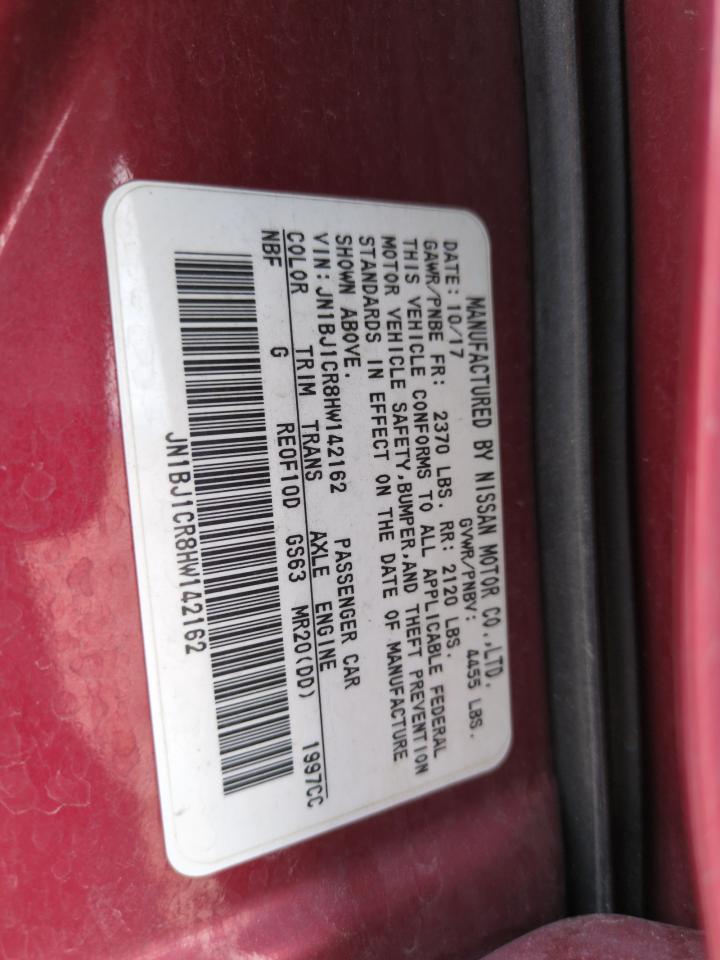 MANUFACTURED BY NISSAN MOTOR CO.,LTD.
DATE: 10/17 GVWR/PNBV: 4455 LBS.
GAWR/PNBE FR: 2370 LBS. RR: 2120 LBS.
THIS VEHICLE CONFORMS TO ALL APPLICABLE FEDERAL
MOTOR VEHICLE SAFETY,BUMPER,AND THEFT PREVENTION
STANDARDS IN EFFECT ON THE DATE OF MANUFACTURE
SHOWN ABOVE.
VIN:JN1BJ1CR8HW142162 PASSENGER CAR
COLOR TRIM TRANS AXLE ENGINE
NBF G RE0F10D GS63 MR20(DD) 1997CC
JN1BJ1CR8HW142162